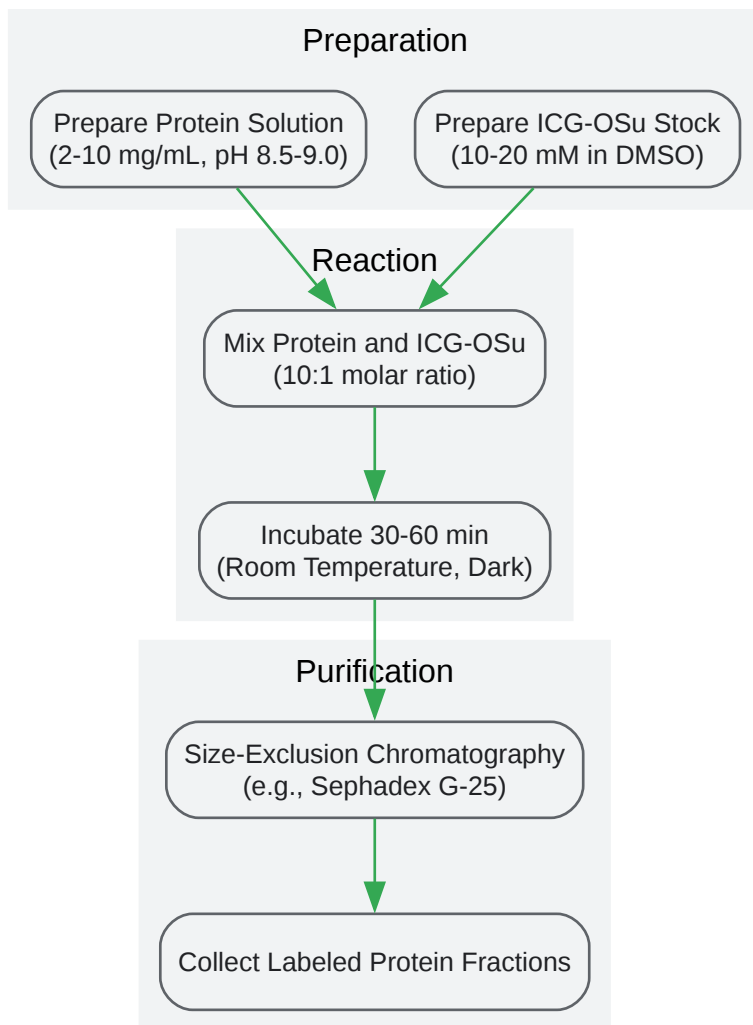 Preparation
Prepare Protein Solution
(2-10 mg/mL, pH 8.5-9.0)
Prepare ICG-OSu Stock
(10-20 mM in DMSO)
Reaction
Mix Protein and ICG-OSu
(10:1 molar ratio)
Incubate 30-60 min
(Room Temperature, Dark)
Purification
Size-Exclusion Chromatography
(e.g., Sephadex G-25)
Collect Labeled Protein Fractions